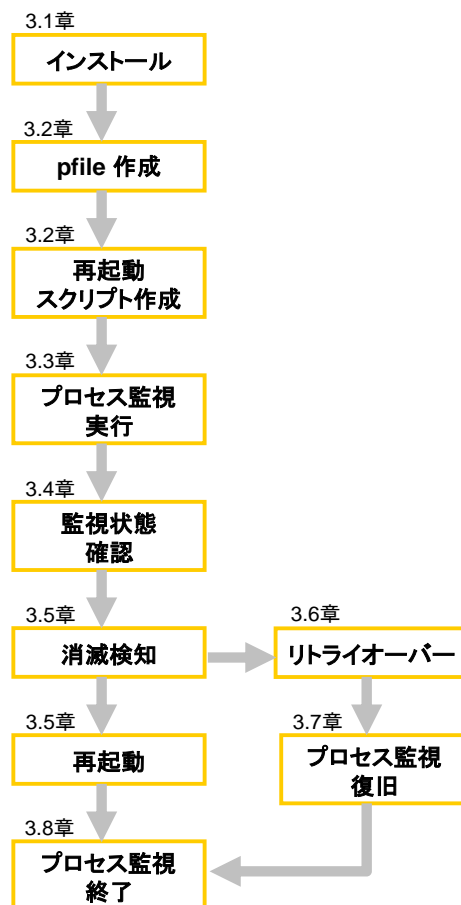 3.1章
インストール
3.2章
pfile 作成
3.2章
再起動
スクリプト作成
3.3章
プロセス監視
実行
3.4章
監視状態
確認
3.5章
消滅検知
3.6章
リトライオーバー
3.5章
再起動
3.7章
プロセス監視
復旧
3.8章
プロセス監視
終了